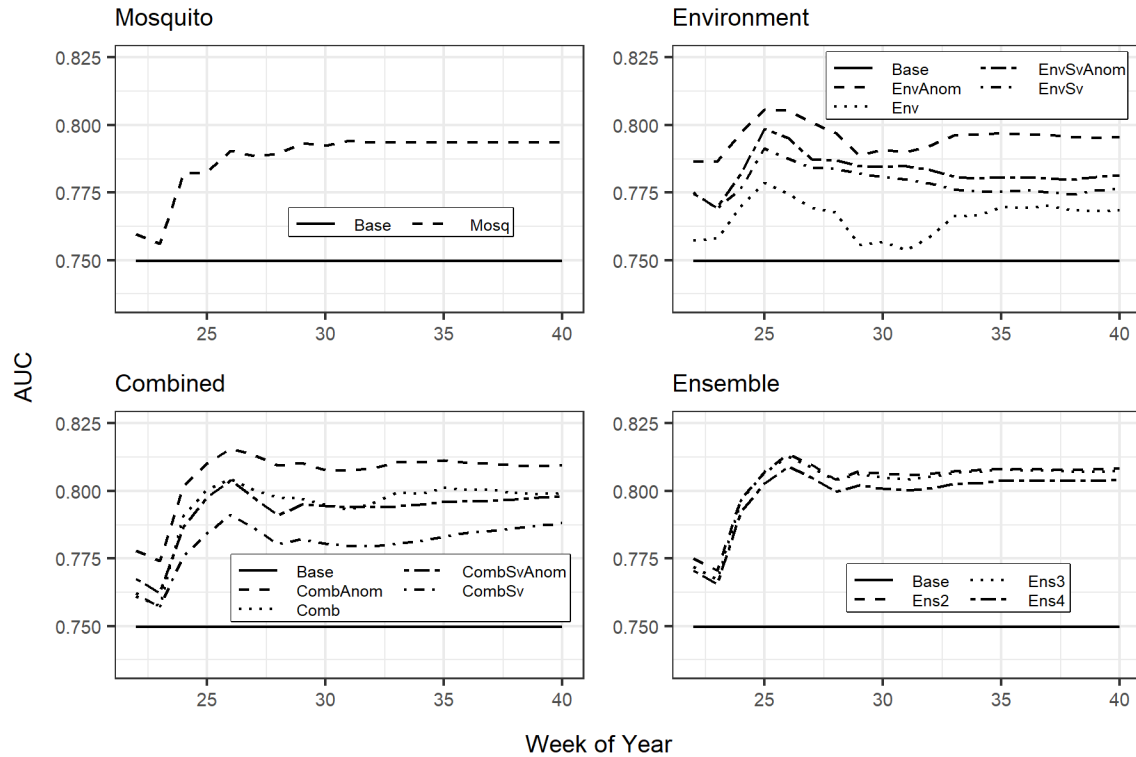 Mosquito
0.825
0.800
0.775
0.750
Base Mosq
25 30 35 40
Environment
0.825
0.800
0.775
0.750
Base EnvSvAnom
EnvAnom EnvSv
Env
25 30 35 40
AUC
Combined
0.825
0.800
0.775
0.750
Base CombSvAnom
CombAnom CombSv
Comb
25 30 35 40
Ensemble
0.825
0.800
0.775
0.750
Base Ens3
Ens2 Ens4
25 30 35 40
Week of Year